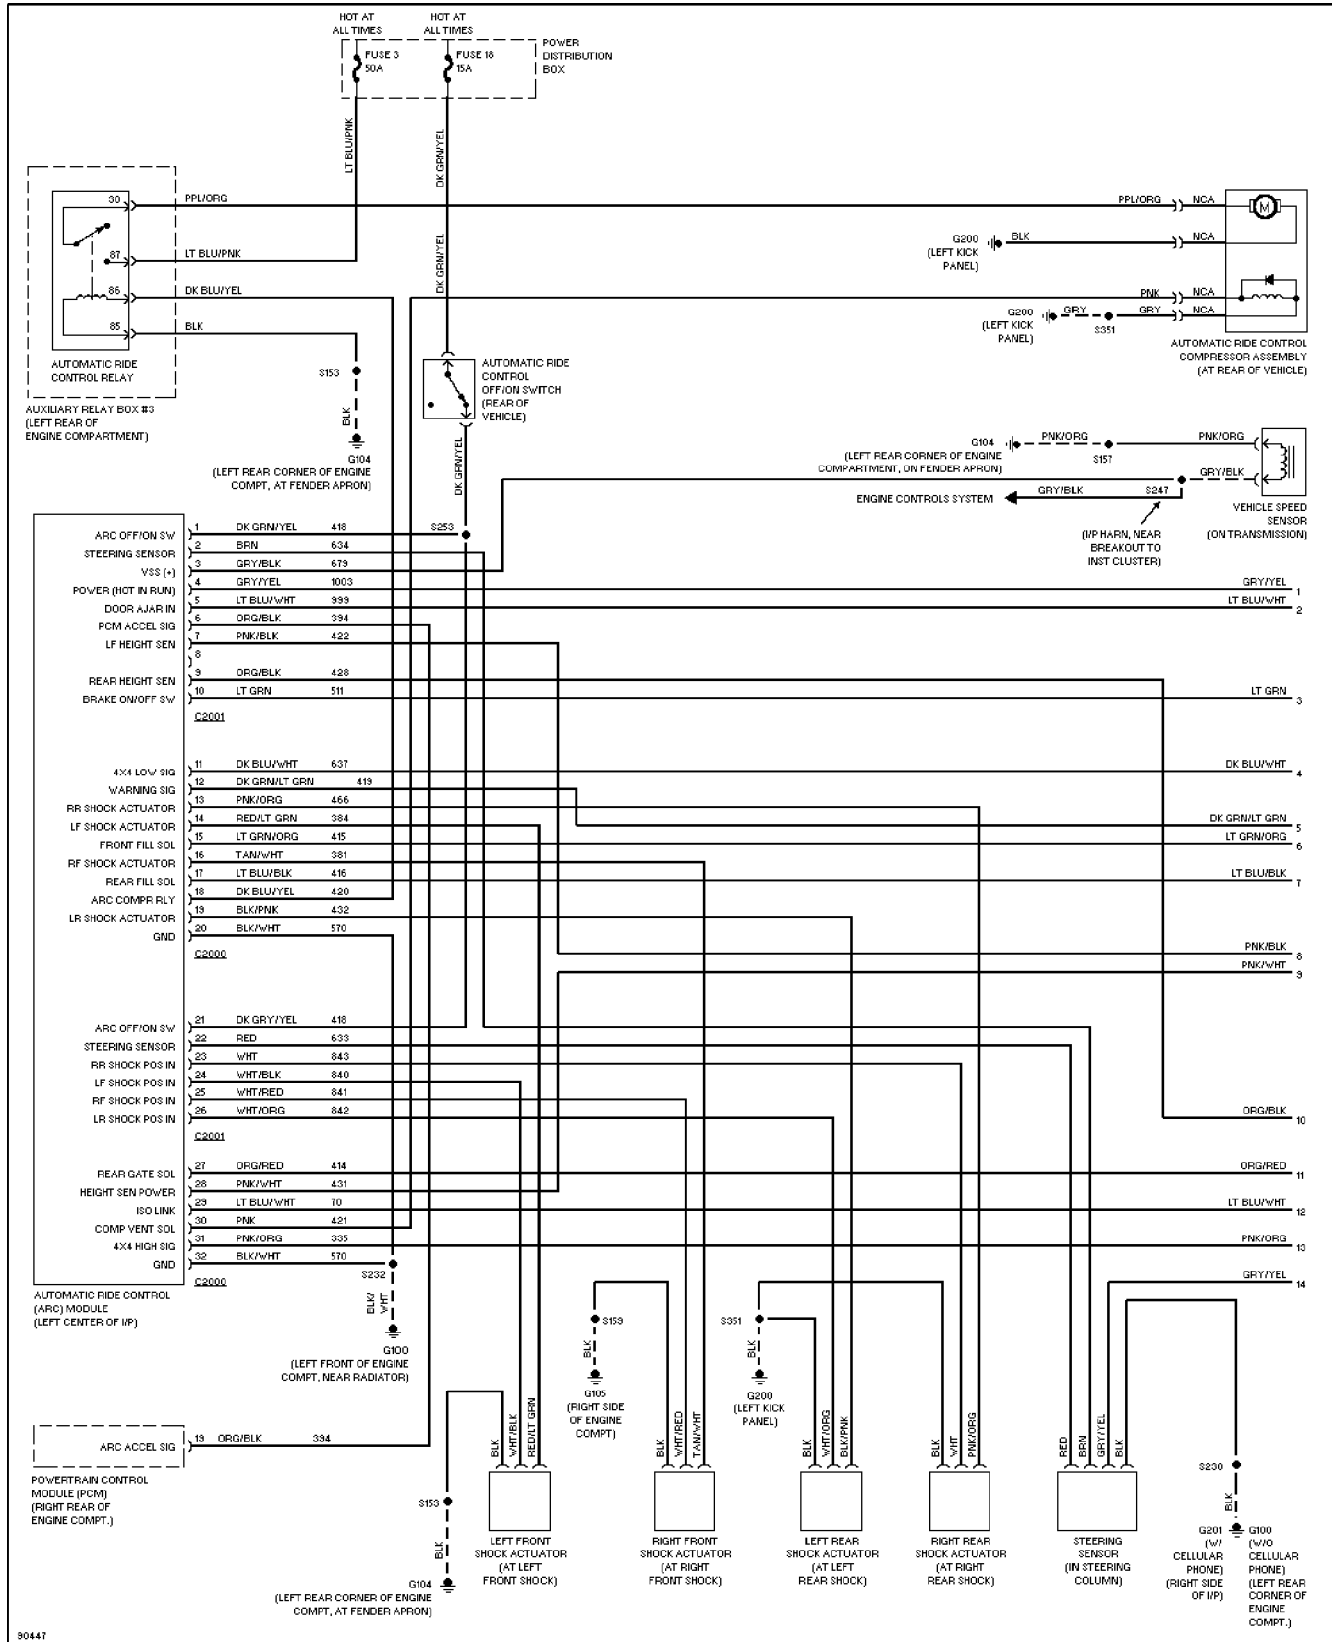 HOT AT
ALL TIMES
HOT AT
ALL TIMES
FUSE 3
50A
FUSE 18
15A
POWER
DISTRIBUTION
BOX
LT BLU/PNK
DK GRN/YEL
DK GRN/YEL
30
PPL/ORG
87
LT BLU/PNK
86
DK BLU/YEL
85
BLK
AUTOMATIC RIDE
CONTROL RELAY
AUXILIARY RELAY BOX #3
(LEFT REAR OF
ENGINE COMPARTMENT)
S153
BLK
G104
(LEFT REAR CORNER OF ENGINE
COMPT, AT FENDER APRON)
AUTOMATIC RIDE
CONTROL
OFF/ON SWITCH
(REAR OF
VEHICLE)
DK GRN/YEL
PPL/ORG
NCA
M
G200
(LEFT KICK
PANEL)
BLK
NCA
PNK
NCA
G200
(LEFT KICK
PANEL)
GRY
S351
GRY
NCA
AUTOMATIC RIDE CONTROL
COMPRESSOR ASSEMBLY
(AT REAR OF VEHICLE)
G104
(LEFT REAR CORNER OF ENGINE
COMPARTMENT, ON FENDER APRON)
PNK/ORG
S157
PNK/ORG
GRY/BLK
ENGINE CONTROLS SYSTEM
GRY/BLK
S247
(I/P HARN, NEAR
BREAKOUT TO
INST CLUSTER)
VEHICLE SPEED
SENSOR
(ON TRANSMISSION)
S253
ARC OFF/ON SW 1 DK GRN/YEL 418
STEERING SENSOR 2 BRN 634
VSS (+) 3 GRY/BLK 679
POWER (HOT IN RUN) 4 GRY/YEL 1003 GRY/YEL 1
DOOR AJAR IN 5 LT BLU/WHT 999 LT BLU/WHT 2
PCM ACCEL SIG 6 ORG/BLK 394
LF HEIGHT SEN 7 PNK/BLK 422
8
REAR HEIGHT SEN 9 ORG/BLK 428
BRAKE ON/OFF SW 10 LT GRN 511 LT GRN 3
C2001
4X4 LOW SIG 11 DK BLU/WHT 637 DK BLU/WHT 4
WARNING SIG 12 DK GRN/LT GRN 419
RR SHOCK ACTUATOR 13 PNK/ORG 466
LF SHOCK ACTUATOR 14 RED/LT GRN 384 DK GRN/LT GRN 5
FRONT FILL SOL 15 LT GRN/ORG 415 LT GRN/ORG 6
RF SHOCK ACTUATOR 16 TAN/WHT 381
REAR FILL SOL 17 LT BLU/BLK 416 LT BLU/BLK 7
ARC COMPR RLY 18 DK BLU/YEL 420
LR SHOCK ACTUATOR 19 BLK/PNK 432
GND 20 BLK/WHT 570
C2000
PNK/BLK 8
PNK/WHT 9
ARC OFF/ON SW 21 DK GRY/YEL 418
STEERING SENSOR 22 RED 633
RR SHOCK POS IN 23 WHT 843
LF SHOCK POS IN 24 WHT/BLK 840
RF SHOCK POS IN 25 WHT/RED 841
LR SHOCK POS IN 26 WHT/ORG 842 ORG/BLK 10
C2001
REAR GATE SOL 27 ORG/RED 414 ORG/RED 11
HEIGHT SEN POWER 28 PNK/WHT 431
ISO LINK 29 LT BLU/WHT 70 LT BLU/WHT 12
COMP VENT SOL 30 PNK 421
4X4 HIGH SIG 31 PNK/ORG 335 PNK/ORG 13
GND 32 BLK/WHT 570
C2000
GRY/YEL 14
AUTOMATIC RIDE CONTROL
(ARC) MODULE
(LEFT CENTER OF I/P)
S232
BLK/
WHT
G100
(LEFT FRONT OF ENGINE
COMPT, NEAR RADIATOR)
S159
BLK
G105
(RIGHT SIDE
OF ENGINE
COMPT)
S351
BLK
G200
(LEFT KICK
PANEL)
ARC ACCEL SIG 19 ORG/BLK 394
POWERTRAIN CONTROL
MODULE (PCM)
(RIGHT REAR OF
ENGINE COMPT.)
S153
BLK
G104
(LEFT REAR CORNER OF ENGINE
COMPT, AT FENDER APRON)
BLK
WHT/BLK
RED/LT GRN
LEFT FRONT
SHOCK ACTUATOR
(AT LEFT
FRONT SHOCK)
BLK
WHT/RED
TAN/WHT
RIGHT FRONT
SHOCK ACTUATOR
(AT RIGHT
FRONT SHOCK)
BLK
WHT/ORG
BLK/PNK
LEFT REAR
SHOCK ACTUATOR
(AT LEFT
REAR SHOCK)
BLK
WHT
PNK/ORG
RIGHT REAR
SHOCK ACTUATOR
(AT RIGHT
REAR SHOCK)
RED
BRN
GRY/YEL
BLK
STEERING
SENSOR
(IN STEERING
COLUMN)
S230
BLK
G201
(W/
CELLULAR
PHONE)
(RIGHT SIDE
OF I/P)
G100
(W/O
CELLULAR
PHONE)
(LEFT REAR
CORNER OF
ENGINE
COMPT.)
90447